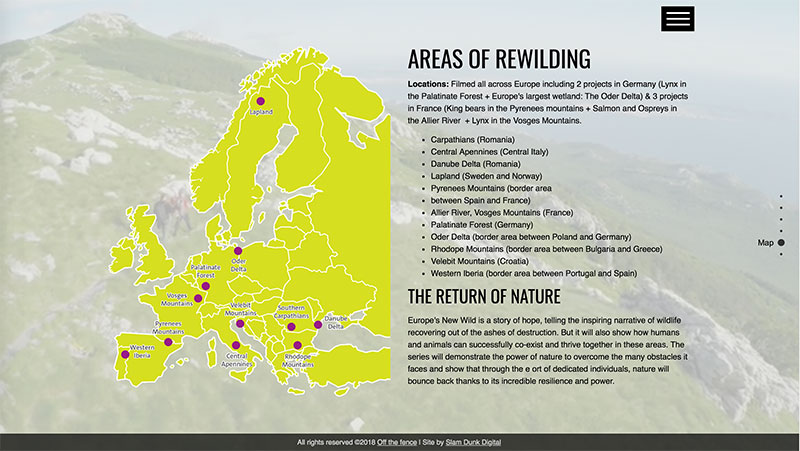 AREAS OF REWILDING
Locations: Filmed all across Europe including 2 projects in Germany (Lynx in
the Palatinate Forest + Europe's largest wetland: The Oder Delta) & 3 projects
in France (King bears in the Pyrenees mountains + Salmon and Ospreys in
the Allier River + Lynx in the Vosges Mountains.
• Carpathians (Romania)
• Central Apennines (Central Italy)
• Danube Delta (Romania)
• Lapland (Sweden and Norway)
• Pyrenees Mountains (border area
• between Spain and France)
• Allier River, Vosges Mountains (France)
• Palatinate Forest (Germany)
• Oder Delta (border area between Poland and Germany)
• Rhodope Mountains (border area between Bulgaria and Greece)
• Velebit Mountains (Croatia)
• Western Iberia (border area between Portugal and Spain)
THE RETURN OF NATURE
Europe's New Wild is a story of hope, telling the inspiring narrative of wildlife
recovering out of the ashes of destruction. But it will also show how humans
and animals can successfully co-exist and thrive together in these areas. The
series will demonstrate the power of nature to overcome the many obstacles it
faces and show that through the e ort of dedicated individuals, nature will
bounce back thanks to its incredible resilience and power.
Lapland
Oder
Delta
Palatinate
Forest
Vosges
Mountains
Velebit
Mountains
Southern
Carpathians
Danube
Delta
Pyrenees
Mountains
Western
Iberia
Central
Apennines
Rhodope
Mountains
Map
All rights reserved ©2018 Off the fence | Site by Slam Dunk Digital